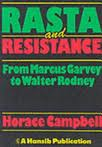 RASTA
and
RESISTANCE
From Marcus Garvey
to Walter Rodney
Horace Campbell
A Hansib Publication